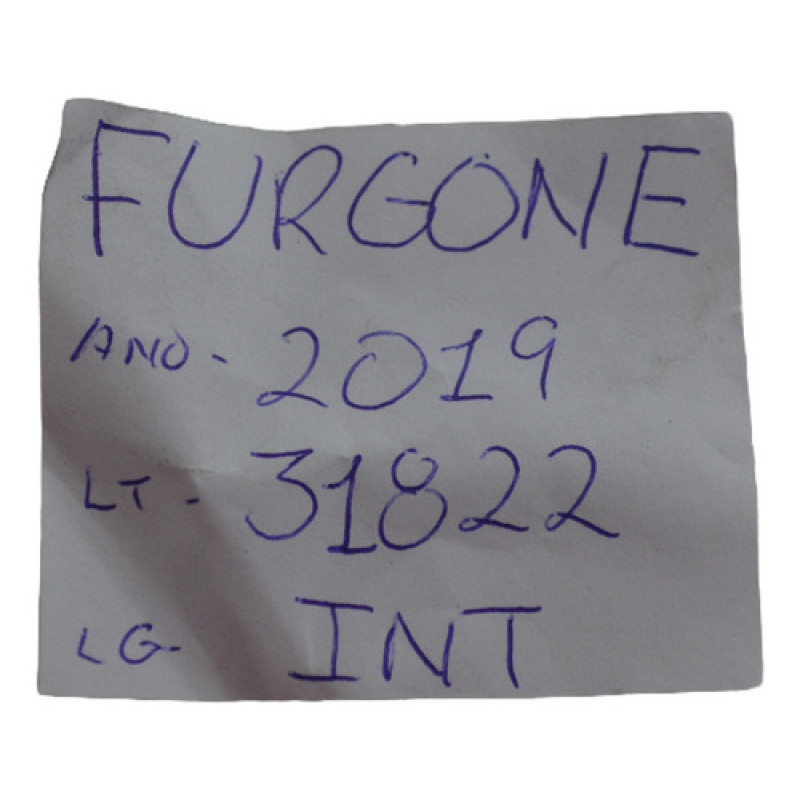 FURGONE
ANO - 2019
LT - 31822
LG- INT